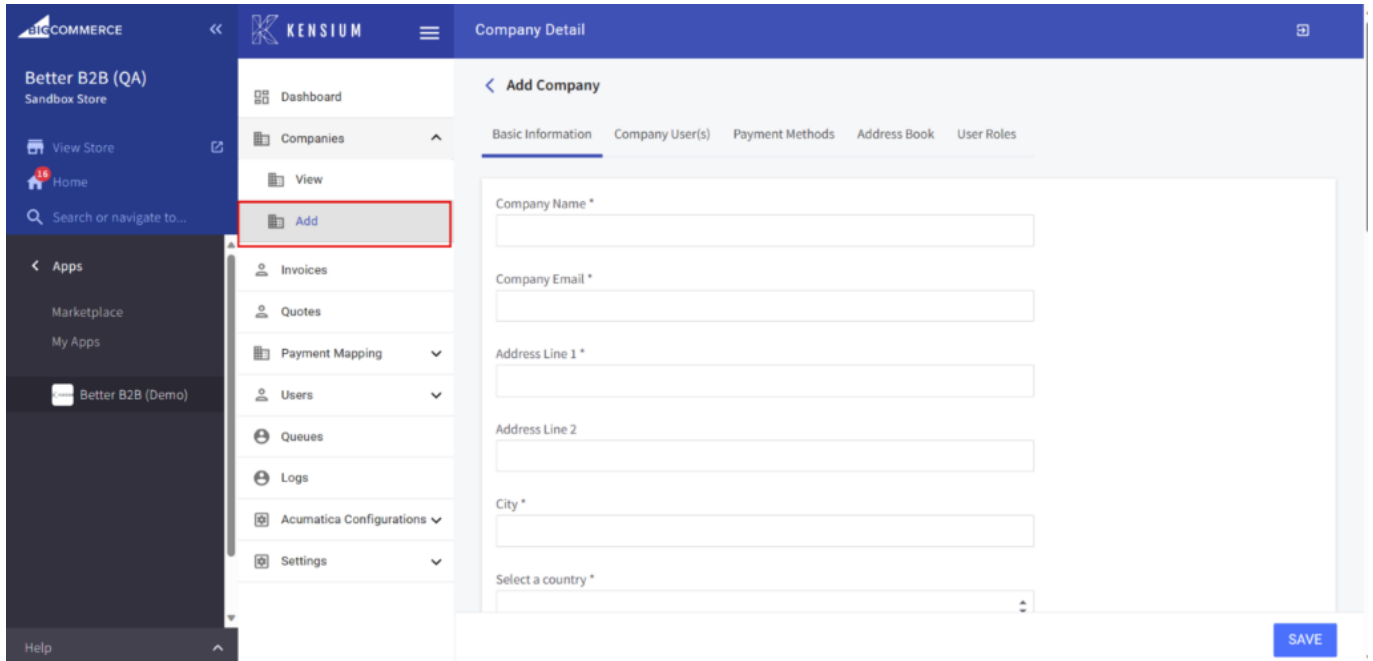 BIGCOMMERCE
Better B2B (QA)
Sandbox Store
View Store
16
Home
Search or navigate to...
Apps
Marketplace
My Apps
Better B2B (Demo)
Help
KENSIUM
Dashboard
Companies
View
Add
Invoices
Quotes
Payment Mapping
Users
Queues
Logs
Acumatica Configurations
Settings
Company Detail
Add Company
Basic Information Company User(s) Payment Methods Address Book User Roles
Company Name *
Company Email *
Address Line 1 *
Address Line 2
City *
Select a country *
SAVE